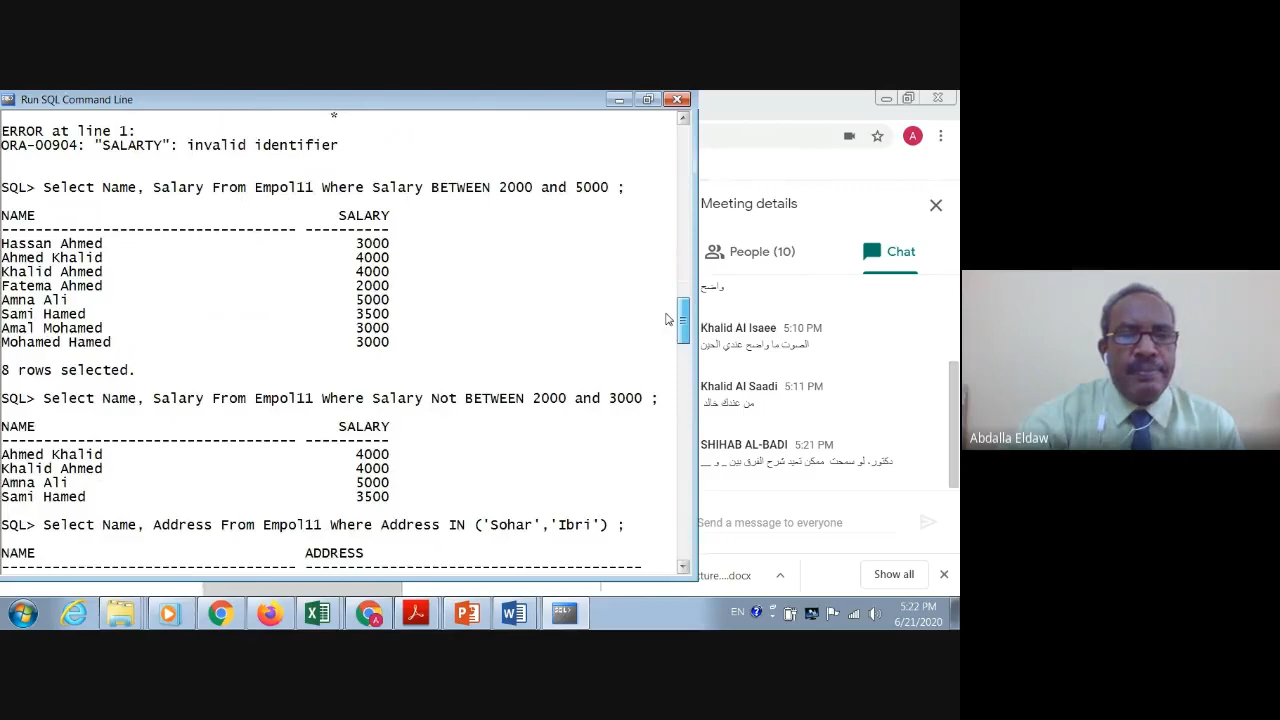 Run SQL Command Line
*
ERROR at line 1:
ORA-00904: "SALARTY": invalid identifier
SQL> Select Name, Salary From Empol11 Where Salary BETWEEN 2000 and 5000 ;
NAME SALARY
------------------------------------ ----------
Hassan Ahmed 3000
Ahmed Khalid 4000
Khalid Ahmed 4000
Fatema Ahmed 2000
Amna Ali 5000
Sami Hamed 3500
Amal Mohamed 3000
Mohamed Hamed 3000
8 rows selected.
SQL> Select Name, Salary From Empol11 Where Salary Not BETWEEN 2000 and 3000 ;
NAME SALARY
------------------------------------ ----------
Ahmed Khalid 4000
Khalid Ahmed 4000
Amna Ali 5000
Sami Hamed 3500
SQL> Select Name, Address From Empol11 Where Address IN ('Sohar','Ibri') ;
NAME ADDRESS
A
Meeting details
People (10)
Chat
واضح
Khalid Al Isaee 5:10 PM
الصوت ما واضح عندي الحين
Khalid Al Saadi 5:11 PM
من عندك خالد
SHIHAB AL-BADI 5:21 PM
دكتور، لو سمحت ممكن تعيد شرح الفرق بين _ و __
Send a message to everyone
ture....docx
Show all
EN
5:22 PM
6/21/2020
Abdalla Eldaw